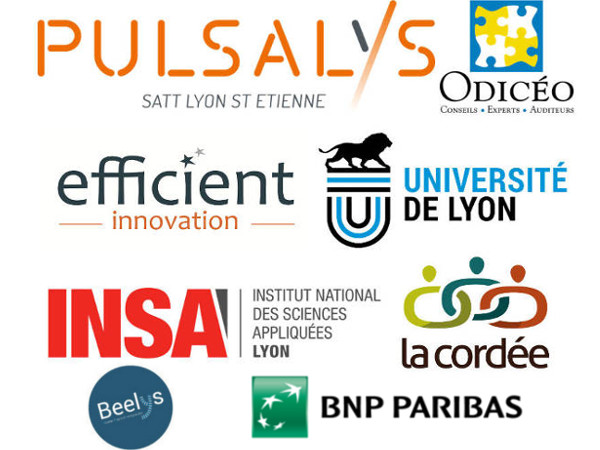 PULSALYS
SATT LYON ST ETIENNE
ODICÉO
CONSEILS • EXPERTS • AUDITEURS
efficient
innovation
UNIVERSITÉ
DE LYON
INSA
INSTITUT NATIONAL
DES SCIENCES
APPLIQUÉES
LYON
la cordée
Beelys
BNP PARIBAS